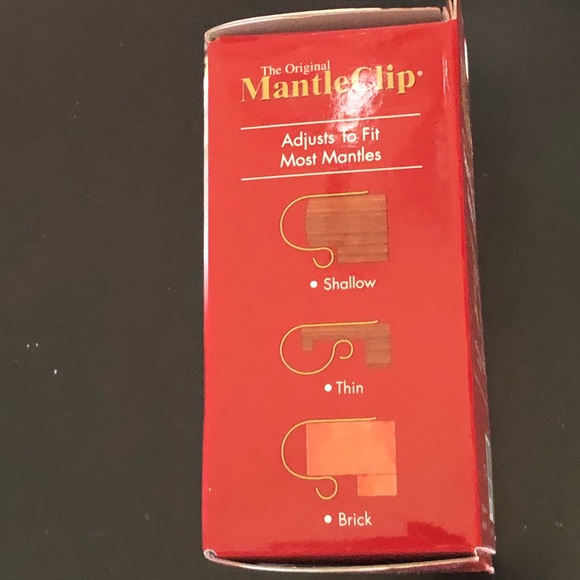 The Original
MantleClip®
Adjusts to Fit
Most Mantles
• Shallow
• Thin
• Brick